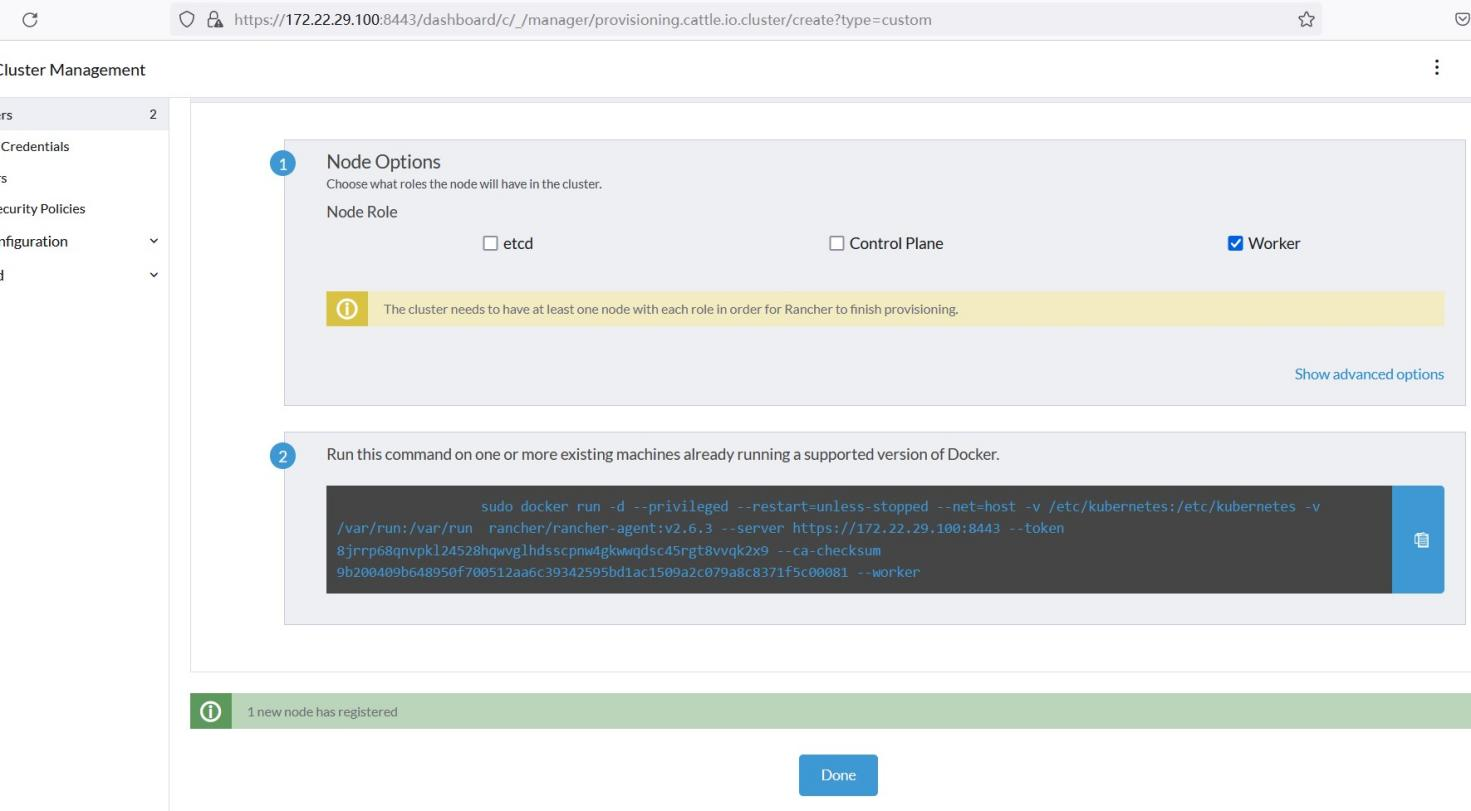 https://172.22.29.100:8443/dashboard/c/_/manager/provisioning.cattle.io.cluster/create?type=custom
Cluster Management
rs 2
Credentials
rs
ecurity Policies
nfiguration
d
1
Node Options
Choose what roles the node will have in the cluster.
Node Role
etcd Control Plane Worker
The cluster needs to have at least one node with each role in order for Rancher to finish provisioning.
Show advanced options
2
Run this command on one or more existing machines already running a supported version of Docker.
sudo docker run -d --privileged --restart=unless-stopped --net=host -v /etc/kubernetes:/etc/kubernetes -v
/var/run:/var/run rancher/rancher-agent:v2.6.3 --server https://172.22.29.100:8443 --token
8jrrp68qnvpkl24528hqwvglhdsscpnw4gkwwqdsc45rgt8vvqk2x9 --ca-checksum
9b200409b648950f700512aa6c39342595bd1ac1509a2c079a8c8371f5c00081 --worker
1 new node has registered
Done